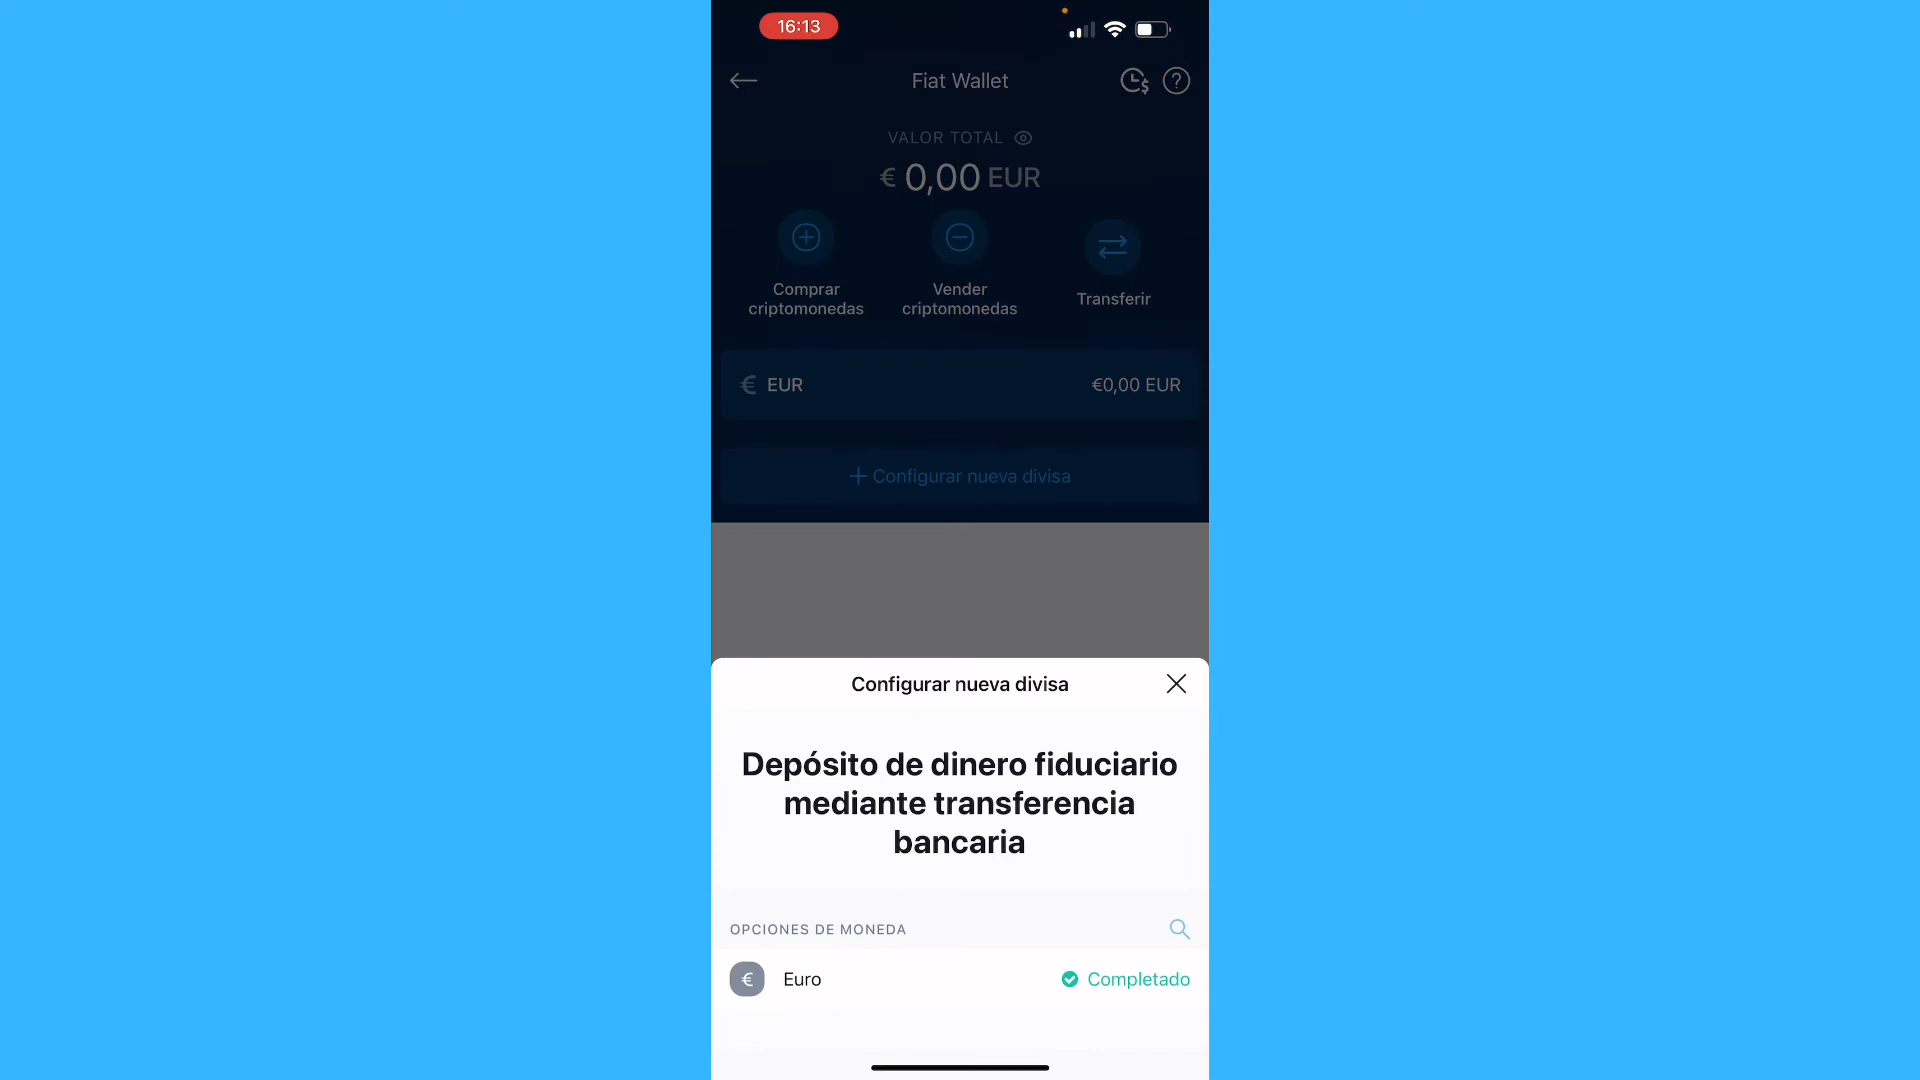 16:13
Fiat Wallet
VALOR TOTAL
€ 0,00 EUR
Comprar criptomonedas
Vender criptomonedas
Transferir
€ EUR
€0,00 EUR
+ Configurar nueva divisa
Configurar nueva divisa
Depósito de dinero fiduciario
mediante transferencia
bancaria
OPCIONES DE MONEDA
€ Euro
Completado